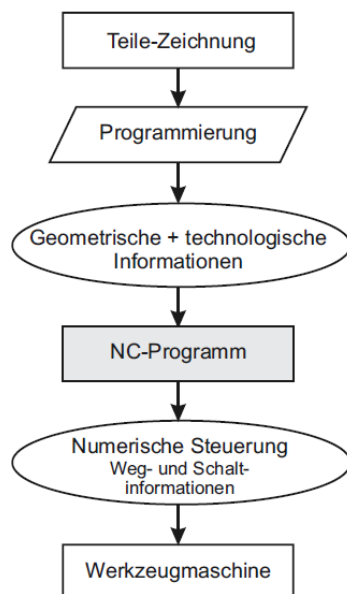 Teile-Zeichnung
Programmierung
Geometrische + technologische
Informationen
NC-Programm
Numerische Steuerung
Weg- und Schalt-
informationen
Werkzeugmaschine